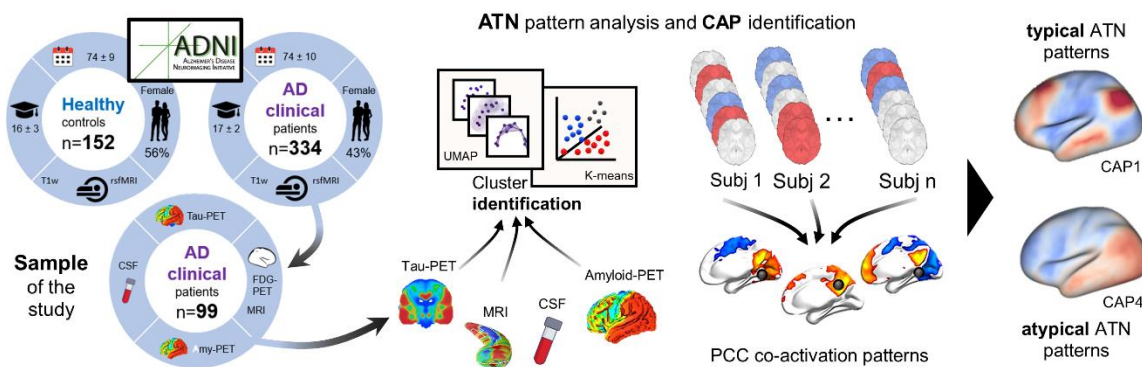 ATN pattern analysis and CAP identification
ADNI
ALZHEIMER'S DISEASE
NEUROIMAGING INITIATIVE
74 ± 9
Female
16 ± 3
Healthy
controls
n=152
56%
T1w
rsfMRI
74 ± 10
Female
17 ± 2
AD
clinical
patients
n=334
43%
T1w
rsfMRI
Sample
of the
study
Tau-PET
CSF
AD
clinical
patients
n=99
FDG-
PET
MRI
Amy-PET
UMAP
K-means
Cluster
identification
Tau-PET
MRI
CSF
Amyloid-PET
...
Subj 1
Subj 2
Subj n
PCC co-activation patterns
typical ATN
patterns
CAP1
CAP4
atypical ATN
patterns